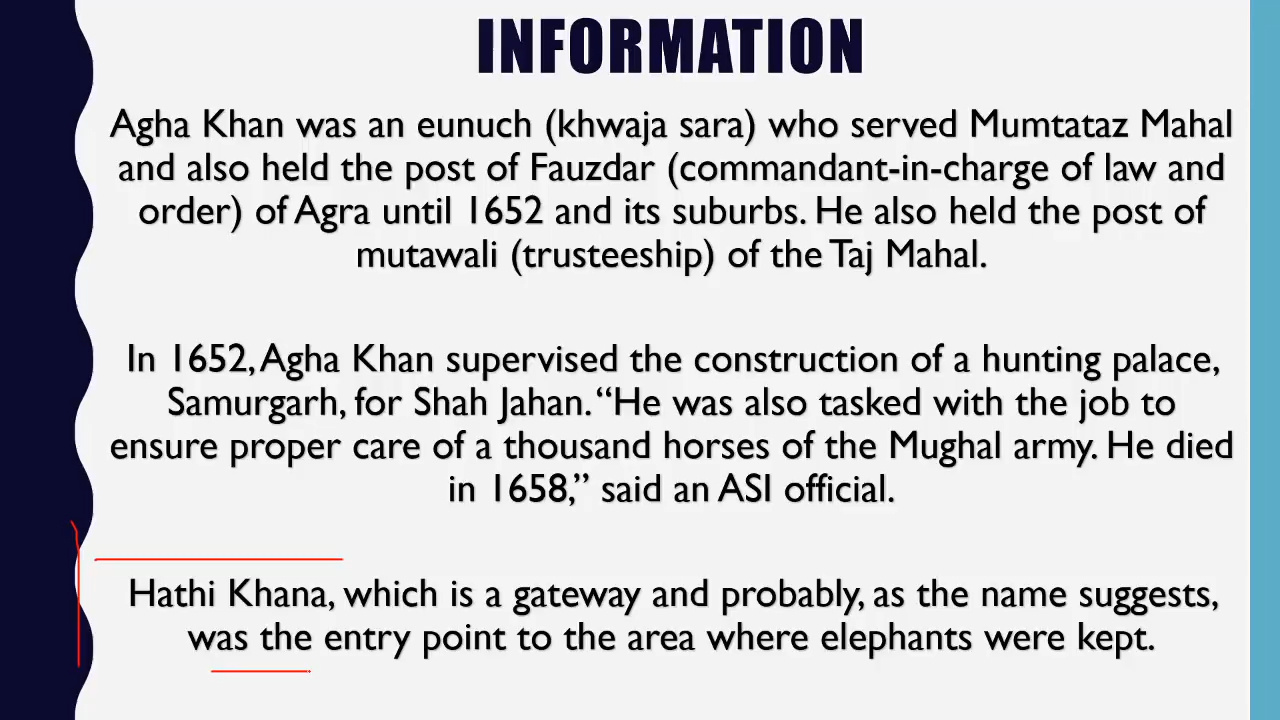 INFORMATION
Agha Khan was an eunuch (khwaja sara) who served Mumtataz Mahal
and also held the post of Fauzdar (commandant-in-charge of law and
order) of Agra until 1652 and its suburbs. He also held the post of
mutawali (trusteeship) of the Taj Mahal.
In 1652, Agha Khan supervised the construction of a hunting palace,
Samurgarh, for Shah Jahan. “He was also tasked with the job to
ensure proper care of a thousand horses of the Mughal army. He died
in 1658,” said an ASI official.
Hathi Khana, which is a gateway and probably, as the name suggests,
was the entry point to the area where elephants were kept.